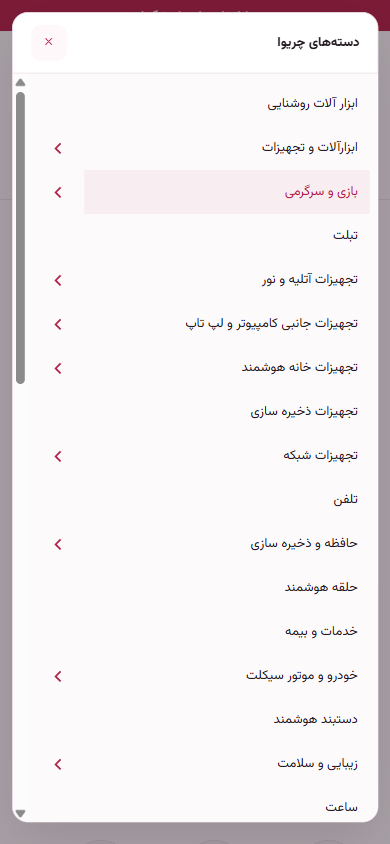 دسته‌های چریوا
×
ابزار آلات روشنایی
ابزارآلات و تجهیزات
بازی و سرگرمی
تبلت
تجهیزات آتلیه و نور
تجهیزات جانبی کامپیوتر و لپ تاپ
تجهیزات خانه هوشمند
تجهیزات ذخیره سازی
تجهیزات شبکه
تلفن
حافظه و ذخیره سازی
حلقه هوشمند
خدمات و بیمه
خودرو و موتور سیکلت
دستبند هوشمند
زیبایی و سلامت
ساعت